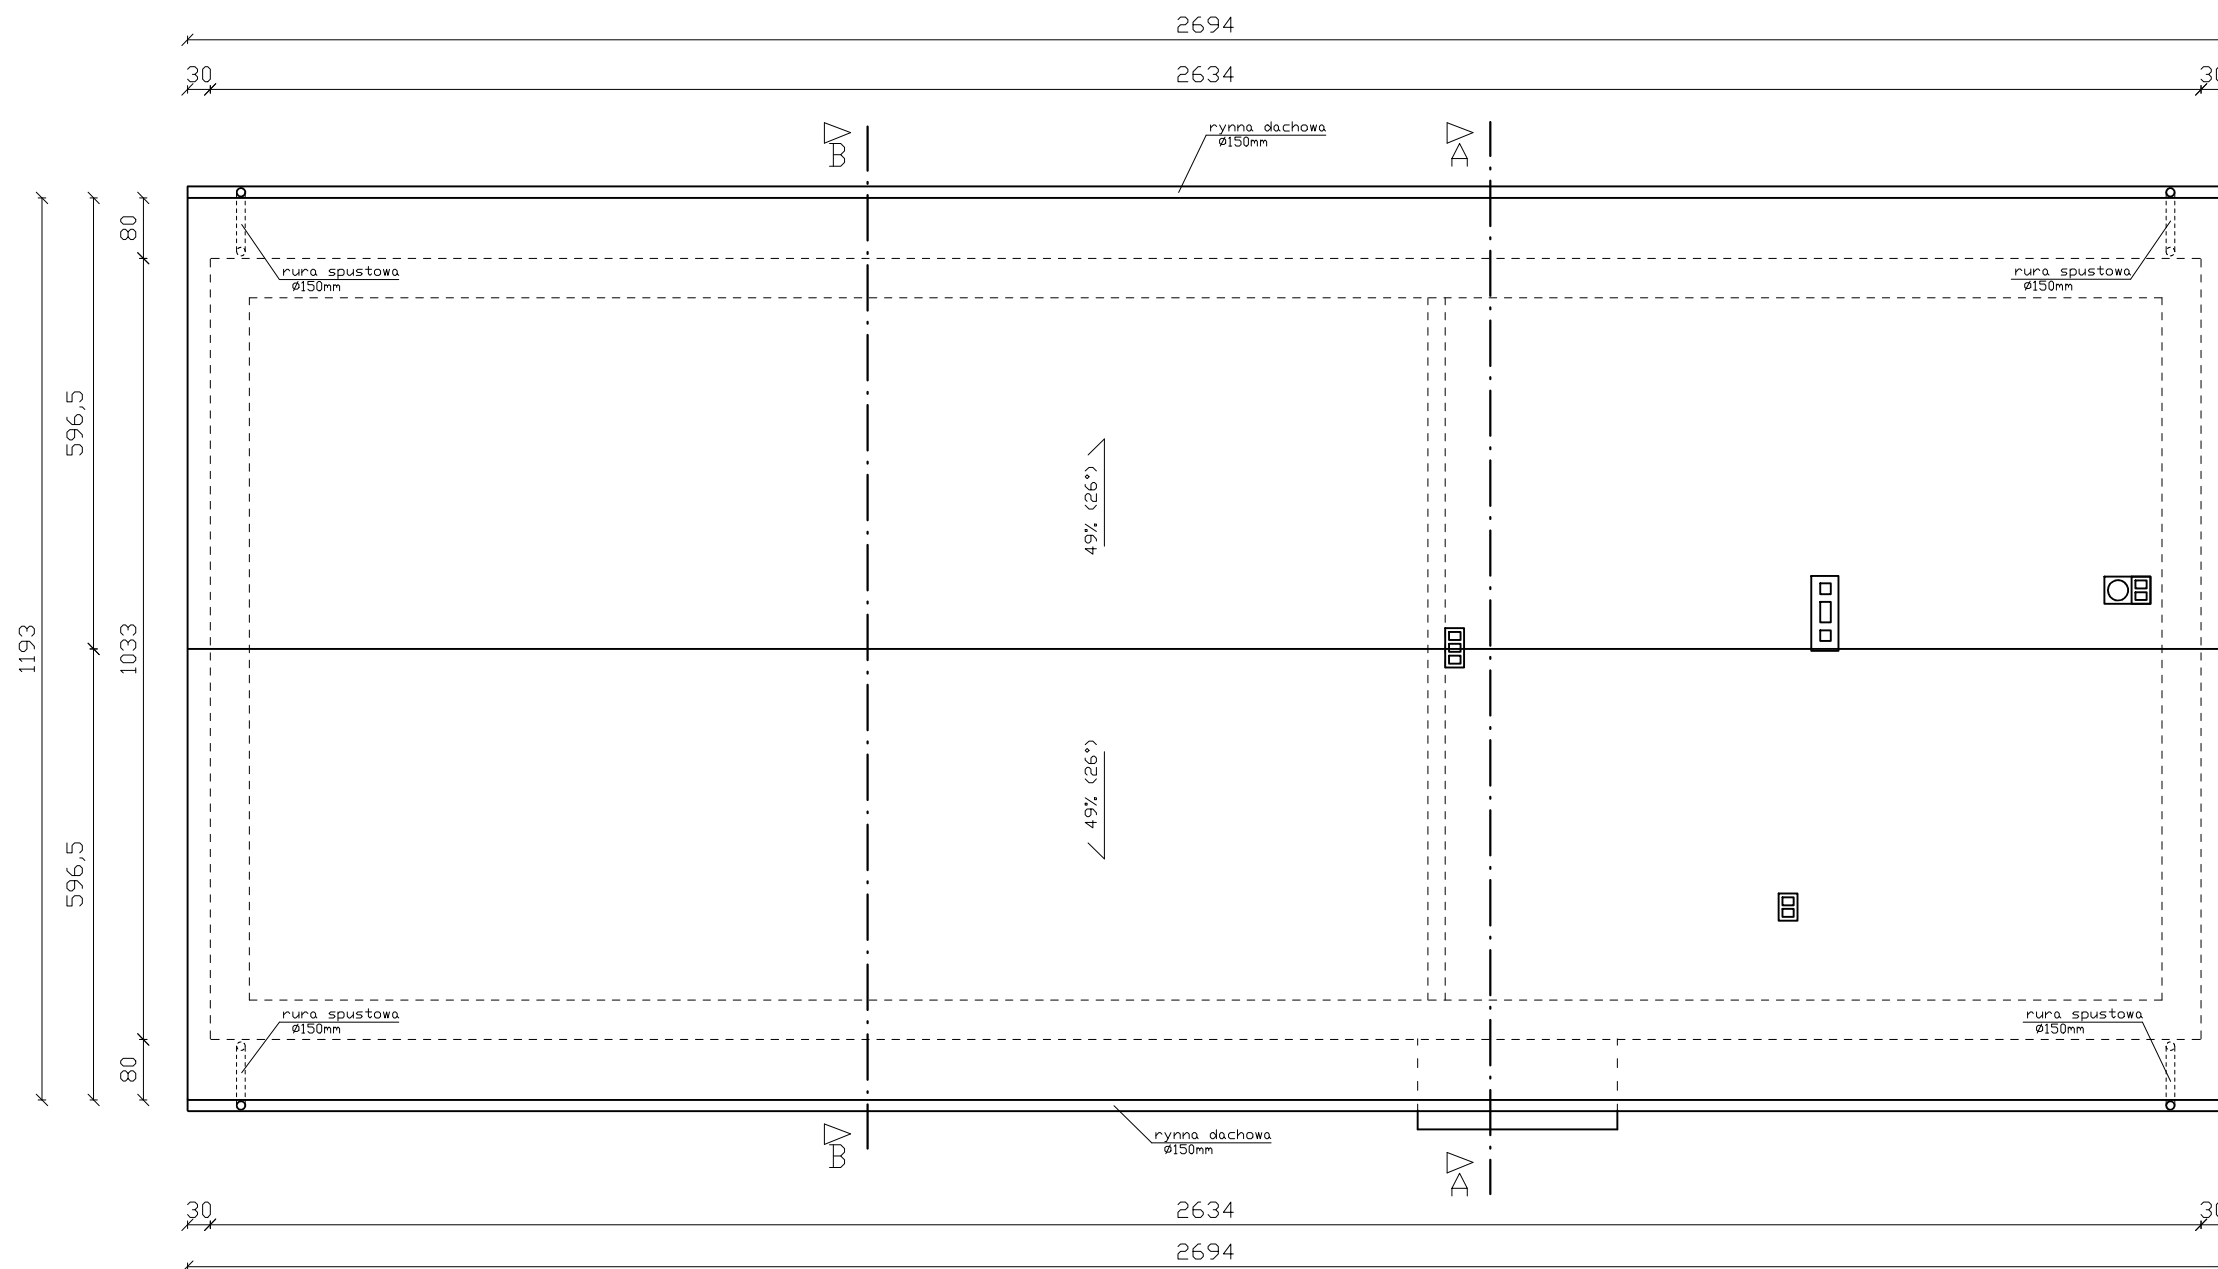 2694
30
2634
30
rynna dachowa
Ø150mm
B
A
80
rura spustowa
Ø150mm
rura spustowa
Ø150mm
596,5
49% (26°)
1193
1033
49% (26°)
596,5
rura spustowa
Ø150mm
rura spustowa
Ø150mm
80
rynna dachowa
Ø150mm
B
A
30
2634
30
2694